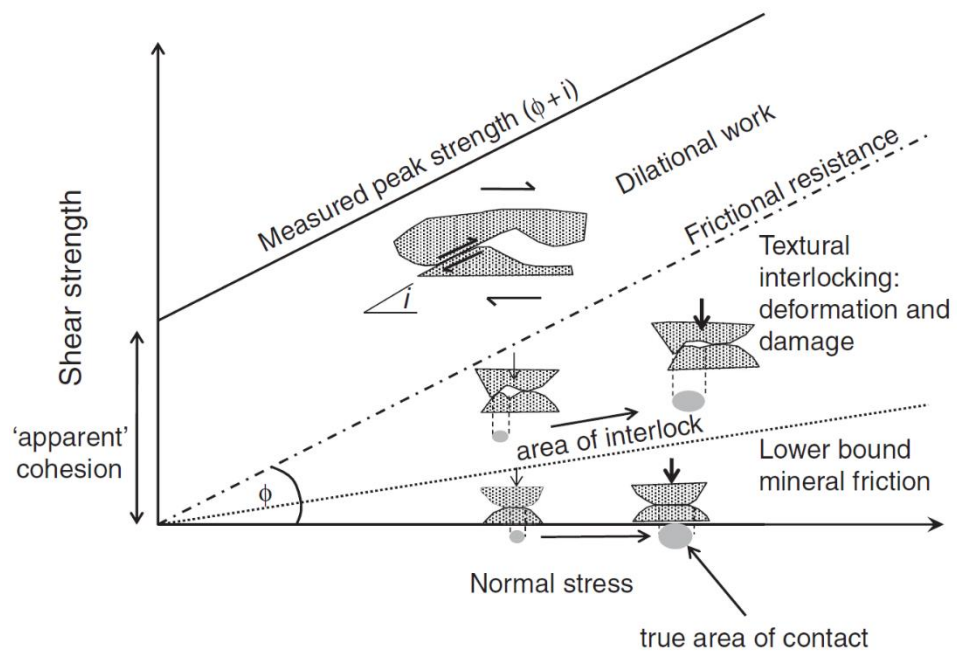 Measured peak strength (ϕ + i)
Dilational work
Frictional resistance
Textural
interlocking:
deformation and
damage
Shear strength
i
'apparent'
cohesion
area of interlock
Lower bound
mineral friction
ϕ
Normal stress
true area of contact